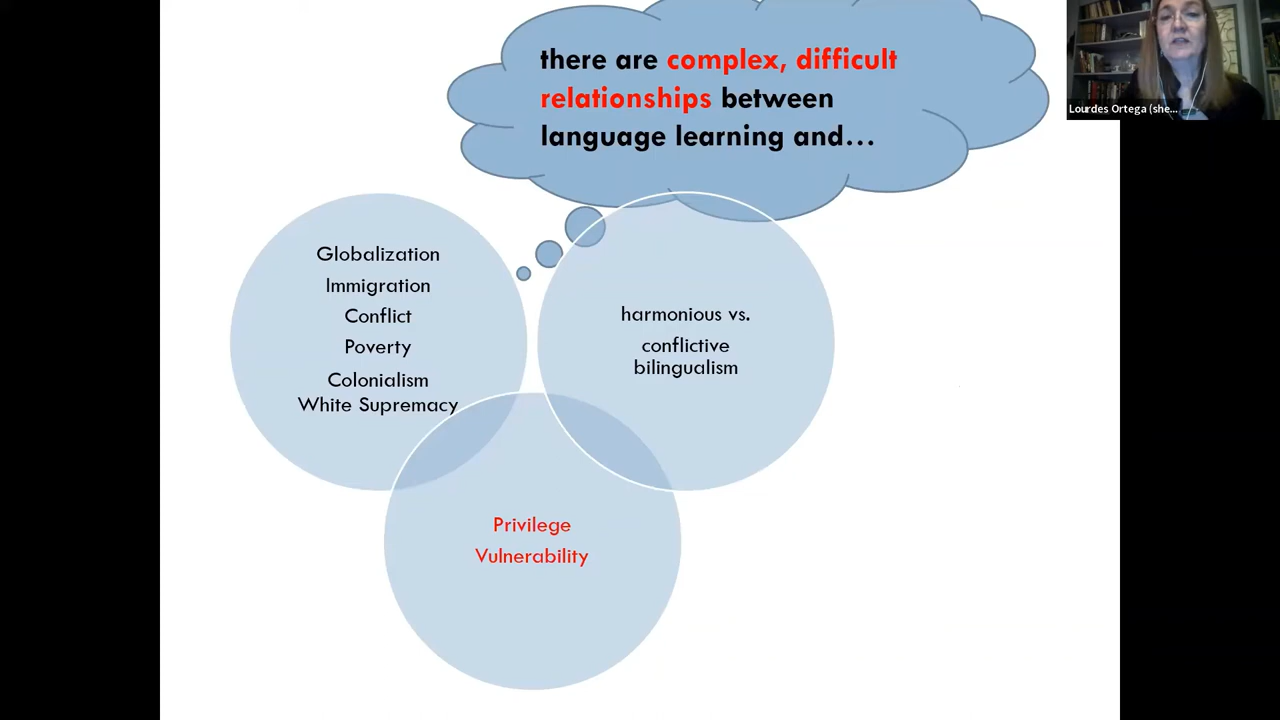 there are complex, difficult
relationships between
language learning and…
Lourdes Ortega (she...
Globalization
Immigration
Conflict
Poverty
Colonialism
White Supremacy
harmonious vs.
conflictive
bilingualism
Privilege
Vulnerability